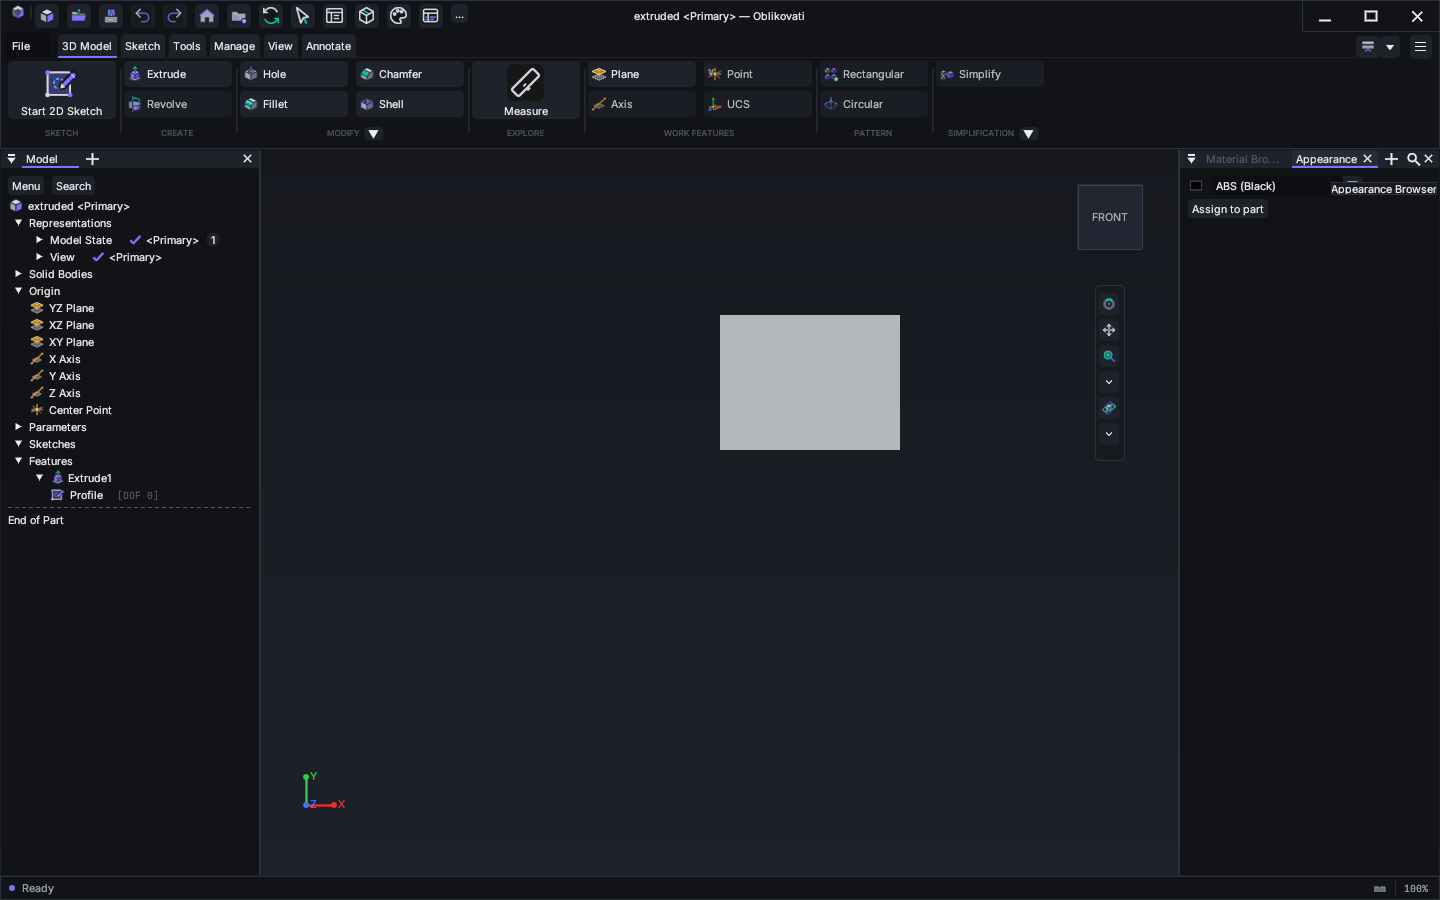 extruded <Primary> — Oblikovati
File 3D Model Sketch Tools Manage View Annotate
Start 2D Sketch
Extrude
Revolve
Hole
Fillet
Chamfer
Shell
Measure
Plane
Axis
Point
UCS
Rectangular
Circular
Simplify
SKETCH CREATE MODIFY EXPLORE WORK FEATURES PATTERN SIMPLIFICATION
Model
Menu Search
extruded <Primary>
Representations
Model State <Primary> 1
View <Primary>
Solid Bodies
Origin
YZ Plane
XZ Plane
XY Plane
X Axis
Y Axis
Z Axis
Center Point
Parameters
Sketches
Features
Extrude1
Profile [DOF 0]
End of Part
FRONT
Y
Z X
Material Bro... Appearance
ABS (Black)
Appearance Browser
Assign to part
Ready
mm 100%